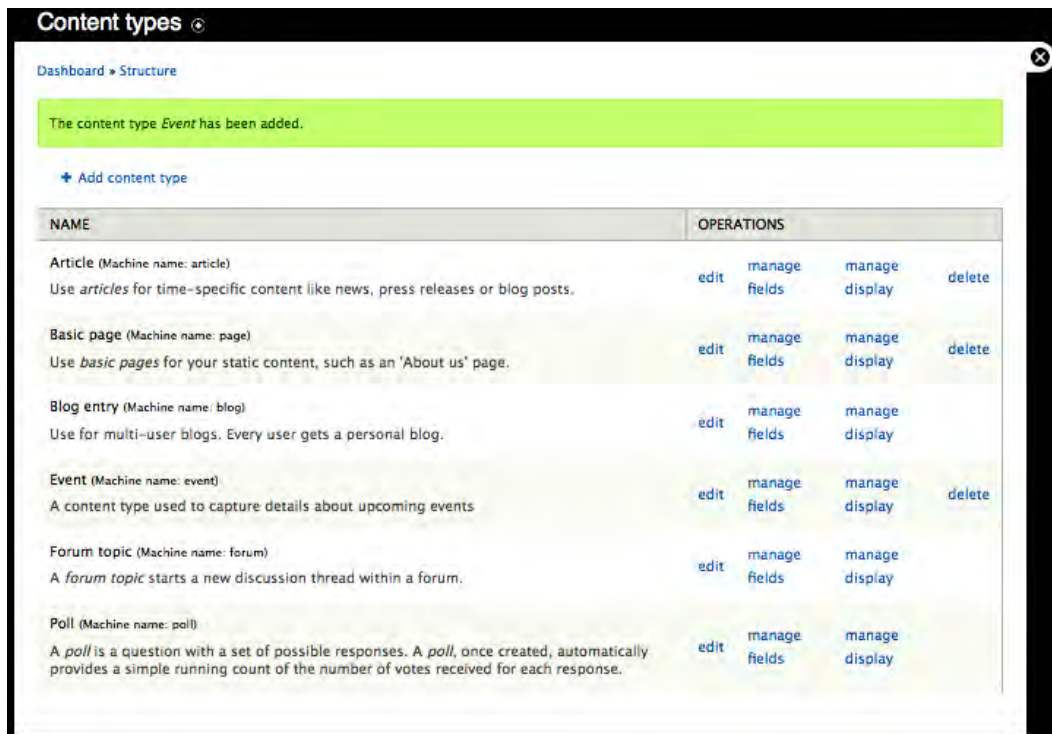 Content types
Dashboard » Structure
The content type Event has been added.
+ Add content type
NAME OPERATIONS
Article (Machine name: article)
Use articles for time-specific content like news, press releases or blog posts.
edit manage fields manage display delete
Basic page (Machine name: page)
Use basic pages for your static content, such as an 'About us' page.
edit manage fields manage display delete
Blog entry (Machine name: blog)
Use for multi-user blogs. Every user gets a personal blog.
edit manage fields manage display
Event (Machine name: event)
A content type used to capture details about upcoming events
edit manage fields manage display delete
Forum topic (Machine name: forum)
A forum topic starts a new discussion thread within a forum.
edit manage fields manage display
Poll (Machine name: poll)
A poll is a question with a set of possible responses. A poll, once created, automatically
provides a simple running count of the number of votes received for each response.
edit manage fields manage display